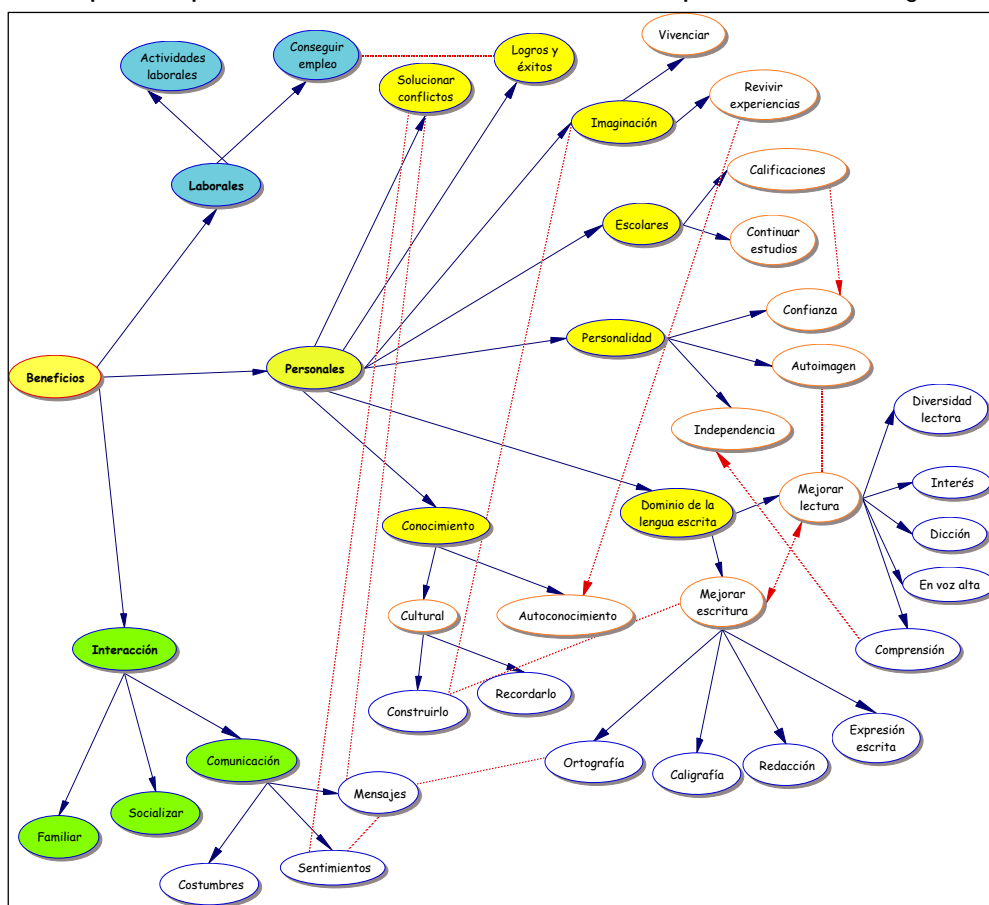 Vivenciar
Conseguir
empleo
Logros y
éxitos
Actividades
laborales
Solucionar
conflictos
Revivir
experiencias
Imaginación
Calificaciones
Laborales
Escolares
Continuar
estudios
Confianza
Personalidad
Beneficios
Personales
Autoimagen
Diversidad
lectora
Independencia
Interés
Mejorar
lectura
Dominio de la
lengua escrita
Conocimiento
Dicción
En voz alta
Mejorar
escritura
Cultural
Autoconocimiento
Interacción
Comprensión
Recordarlo
Construirlo
Expresión
escrita
Comunicación
Ortografía
Redacción
Caligrafía
Mensajes
Socializar
Familiar
Sentimientos
Costumbres